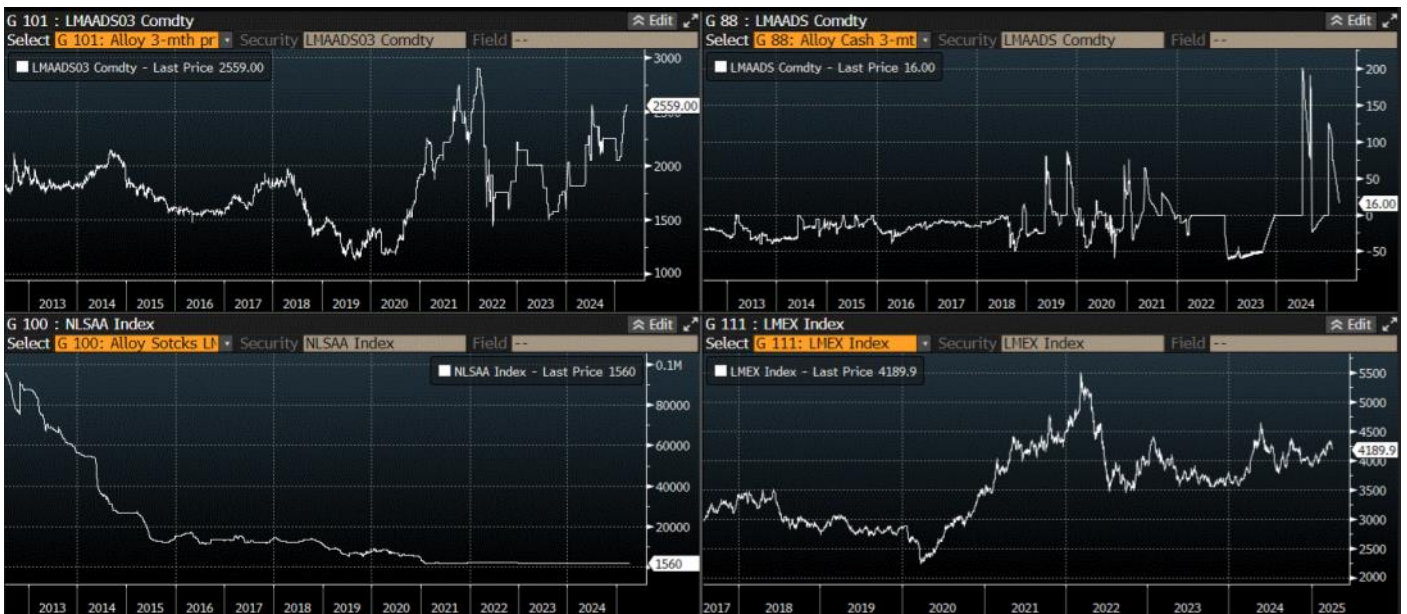 G 101 : LMAADS03 Comdty
Edit
Select G 101: Alloy 3-mth pr Security LMAADS03 Comdty Field --
LMAADS03 Comdty - Last Price 2559.00
3000
2559.00
2500
2000
1500
1000
2013 2014 2015 2016 2017 2018 2019 2020 2021 2022 2023 2024
G 88 : LMAADS Comdty
Edit
Select G 88: Alloy Cash 3-mt Security LMAADS Comdty Field --
LMAADS Comdty - Last Price 16.00
200
150
100
50
16.00
0
-50
2013 2014 2015 2016 2017 2018 2019 2020 2021 2022 2023 2024
G 100 : NLSAA Index
Edit
Select G 100: Alloy Sotcks LM Security NLSAA Index Field --
NLSAA Index - Last Price 1560
0.1M
80000
60000
40000
20000
1560
2013 2014 2015 2016 2017 2018 2019 2020 2021 2022 2023 2024
G 111 : LMEX Index
Edit
Select G 111: LMEX Index Security LMEX Index Field --
LMEX Index - Last Price 4189.9
5500
5000
4500
4189.9
4000
3500
3000
2500
2000
2017 2018 2019 2020 2021 2022 2023 2024 2025